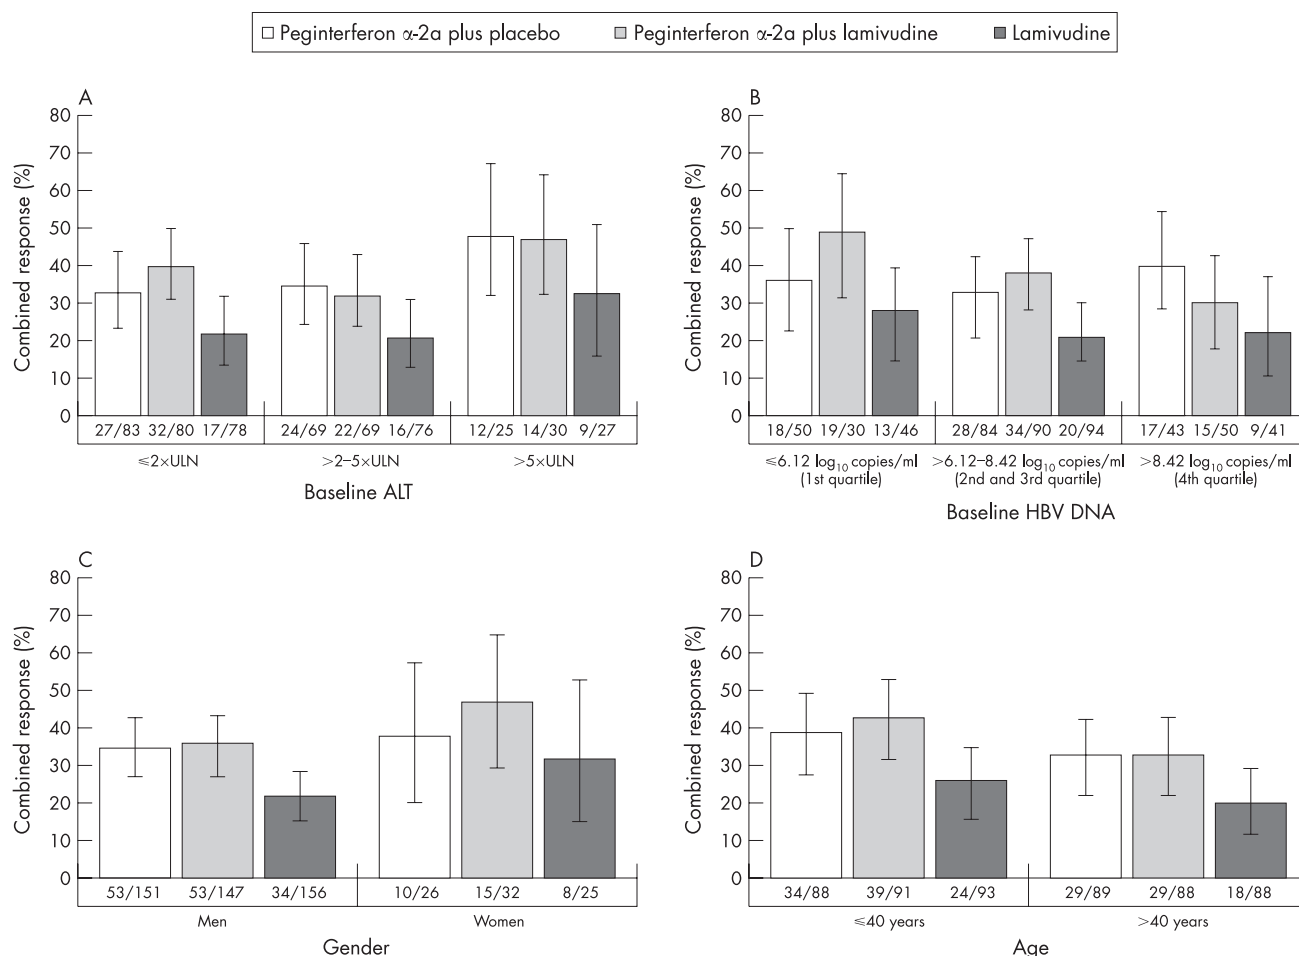 Peginterferon α-2a plus placebo Peginterferon α-2a plus lamivudine Lamivudine
A
80
70
60
50
40
30
20
10
0
Combined response (%)
27/83 32/80 17/78 24/69 22/69 16/76 12/25 14/30 9/27
≤2×ULN >2–5×ULN >5×ULN
Baseline ALT
B
80
70
60
50
40
30
20
10
0
Combined response (%)
18/50 19/30 13/46 28/84 34/90 20/94 17/43 15/50 9/41
≤6.12 log10 copies/ml >6.12–8.42 log10 copies/ml >8.42 log10 copies/ml
(1st quartile) (2nd and 3rd quartile) (4th quartile)
Baseline HBV DNA
C
80
70
60
50
40
30
20
10
0
Combined response (%)
53/151 53/147 34/156 10/26 15/32 8/25
Men Women
Gender
D
80
70
60
50
40
30
20
10
0
Combined response (%)
34/88 39/91 24/93 29/89 29/88 18/88
≤40 years >40 years
Age